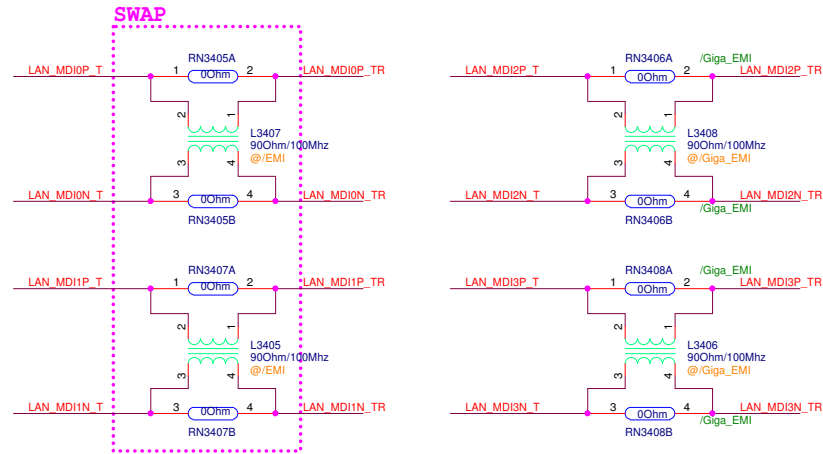 SWAP
RN3405A
LAN_MDI0P_T
1
0Ohm
2
LAN_MDI0P_TR
2
1
L3407
90Ohm/100Mhz
@/EMI
3
4
LAN_MDI0N_T
3
0Ohm
4
LAN_MDI0N_TR
RN3405B
RN3406A
/Giga_EMI
LAN_MDI2P_T
1
0Ohm
2
LAN_MDI2P_TR
2
1
L3408
90Ohm/100Mhz
@/Giga_EMI
3
4
LAN_MDI2N_T
3
0Ohm
4
LAN_MDI2N_TR
/Giga_EMI
RN3406B
RN3407A
LAN_MDI1P_T
1
0Ohm
2
LAN_MDI1P_TR
2
1
L3405
90Ohm/100Mhz
@/EMI
3
4
LAN_MDI1N_T
3
0Ohm
4
LAN_MDI1N_TR
RN3407B
RN3408A
/Giga_EMI
LAN_MDI3P_T
1
0Ohm
2
LAN_MDI3P_TR
2
1
L3406
90Ohm/100Mhz
@/Giga_EMI
3
4
LAN_MDI3N_T
3
0Ohm
4
LAN_MDI3N_TR
/Giga_EMI
RN3408B